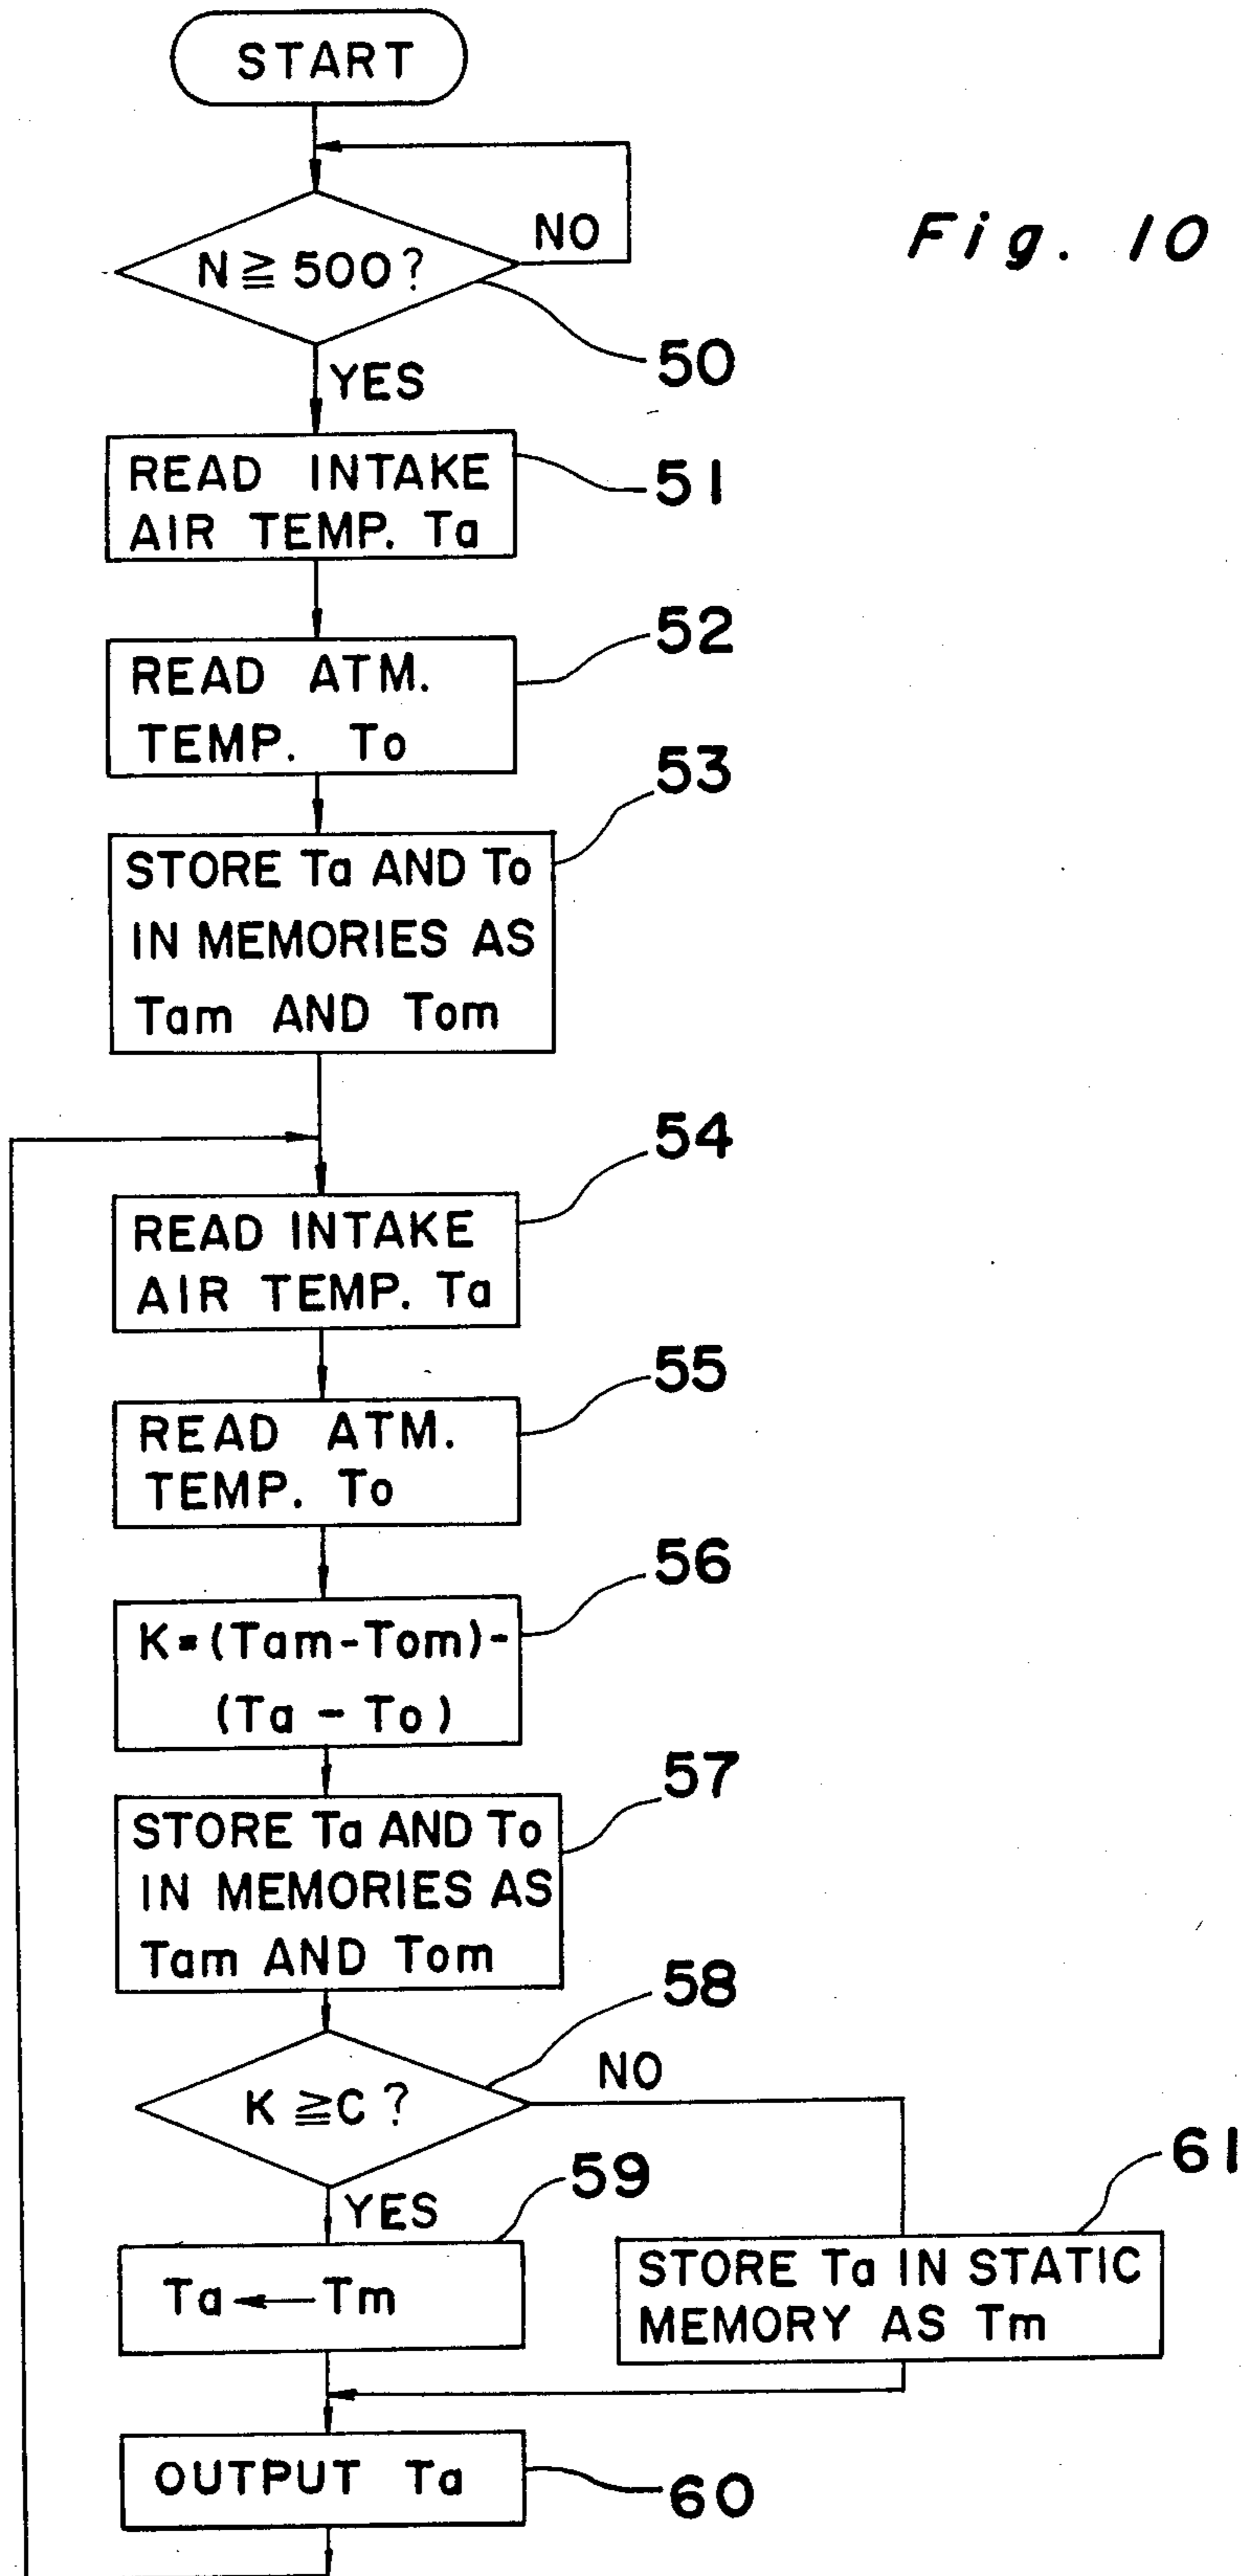 START
Fig. 10
NO
N ≧ 500?
50
YES
READ INTAKE
AIR TEMP. Ta
51
READ ATM.
TEMP. To
52
STORE Ta AND To
IN MEMORIES AS
Tam AND Tom
53
READ INTAKE
AIR TEMP. Ta
54
READ ATM.
TEMP. To
55
K=(Tam-Tom)-
(Ta-To)
56
STORE Ta AND To
IN MEMORIES AS
Tam AND Tom
57
K ≧ C?
58
NO
YES
Ta ← Tm
59
STORE Ta IN STATIC
MEMORY AS Tm
61
OUTPUT Ta
60